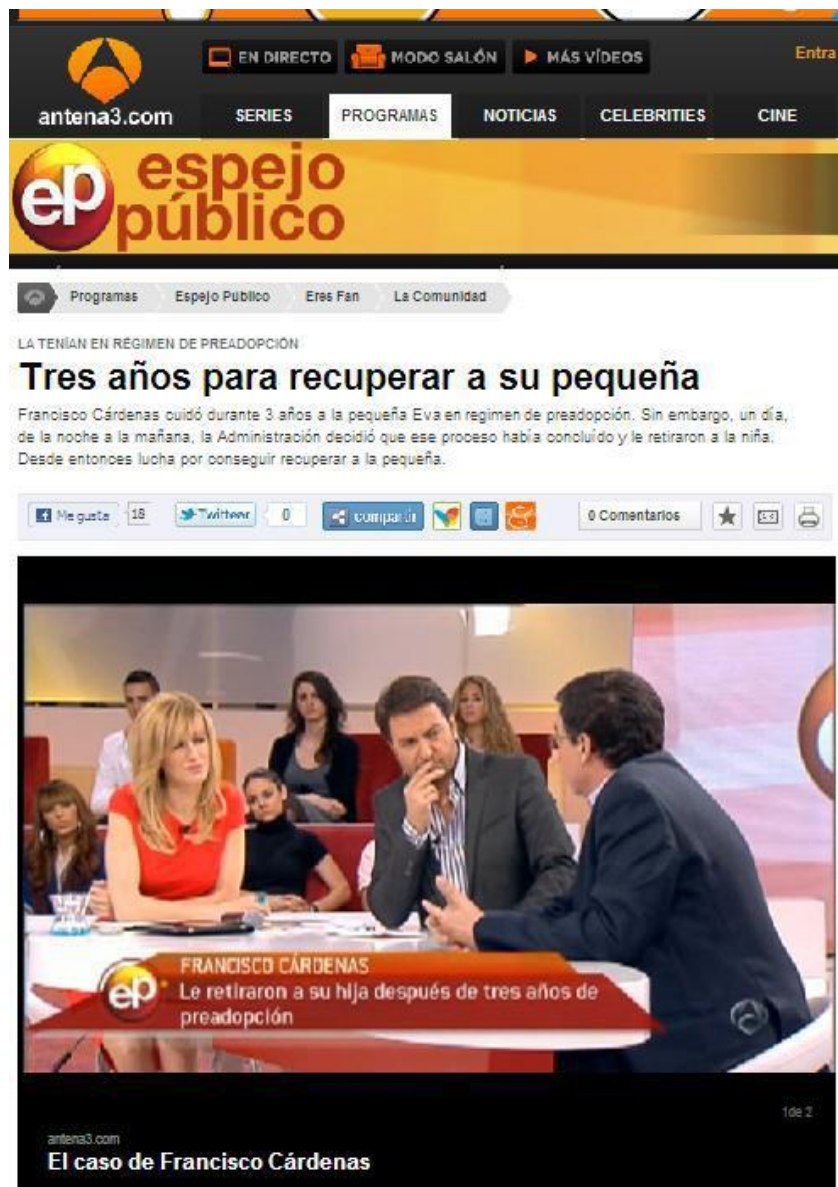 EN DIRECTO MODO SALÓN MÁS VÍDEOS Entra
antena3.com SERIES PROGRAMAS NOTICIAS CELEBRITIES CINE
ep espejo
público
Programas Espejo Público Eres Fan La Comunidad
LA TENÍAN EN RÉGIMEN DE PREADOPCIÓN
Tres años para recuperar a su pequeña
Francisco Cárdenas cuidó durante 3 años a la pequeña Eva en regimen de preadopción. Sin embargo, un día,
de la noche a la mañana, la Administración decidió que ese proceso había concluído y le retiraron a la niña.
Desde entonces lucha por conseguir recuperar a la pequeña.
Me gusta 18 Twittear 0 compartir 0 Comentarios
FRANCISCO CÁRDENAS
ep Le retiraron a su hija después de tres años de
preadopción
1de 2
antena3.com
El caso de Francisco Cárdenas